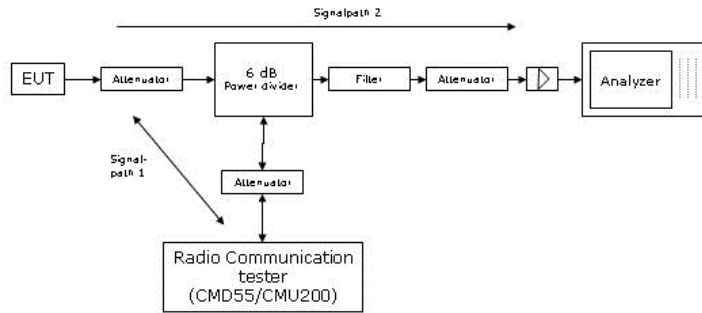 Signalpath 2
EUT
Attenuator
6 dB
Power divider
Filter
Attenuator
Analyzer
Signal-
path 1
Attenuator
Radio Communication
tester
(CMD55/CMU200)